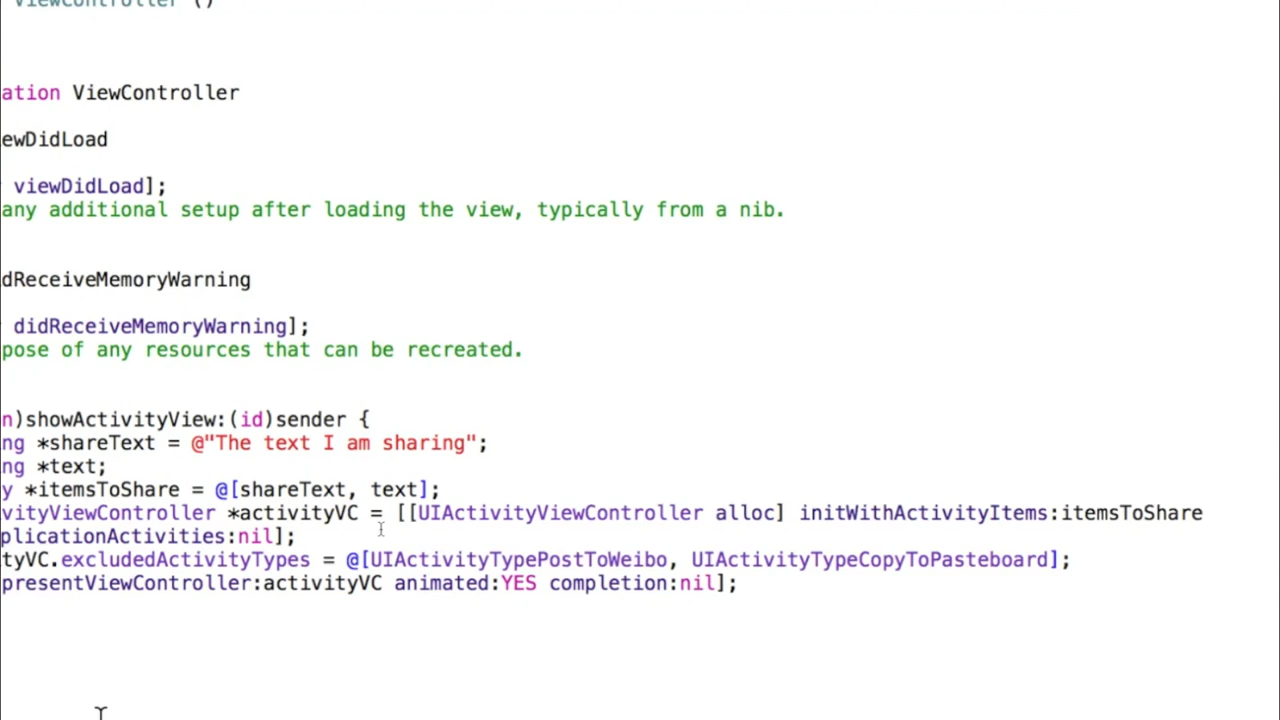 ViewController ()
ation ViewController
ewDidLoad
viewDidLoad];
any additional setup after loading the view, typically from a nib.
dReceiveMemoryWarning
didReceiveMemoryWarning];
pose of any resources that can be recreated.
n)showActivityView:(id)sender {
ng *shareText = @"The text I am sharing";
ng *text;
y *itemsToShare = @[shareText, text];
vityViewController *activityVC = [[UIActivityViewController alloc] initWithActivityItems:itemsToShare
plicationActivities:nil];
tyVC.excludedActivityTypes = @[UIActivityTypePostToWeibo, UIActivityTypeCopyToPasteboard];
presentViewController:activityVC animated:YES completion:nil];